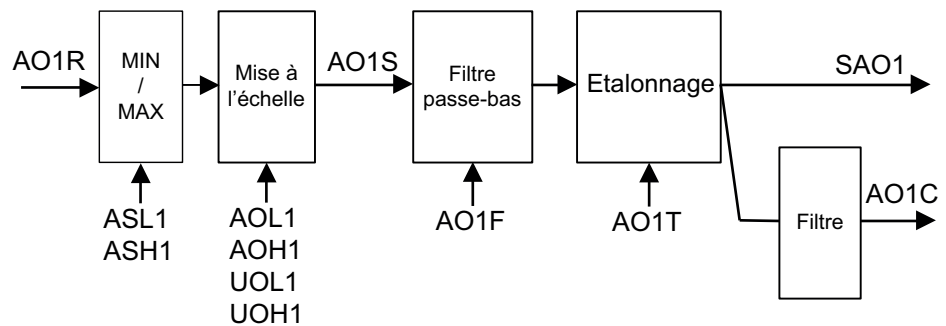 AO1R
MIN
/
MAX
Mise à
l'échelle
AO1S
Filtre
passe-bas
Etalonnage
SAO1
ASL1
ASH1
AOL1
AOH1
UOL1
UOH1
AO1F
AO1T
Filtre
AO1C